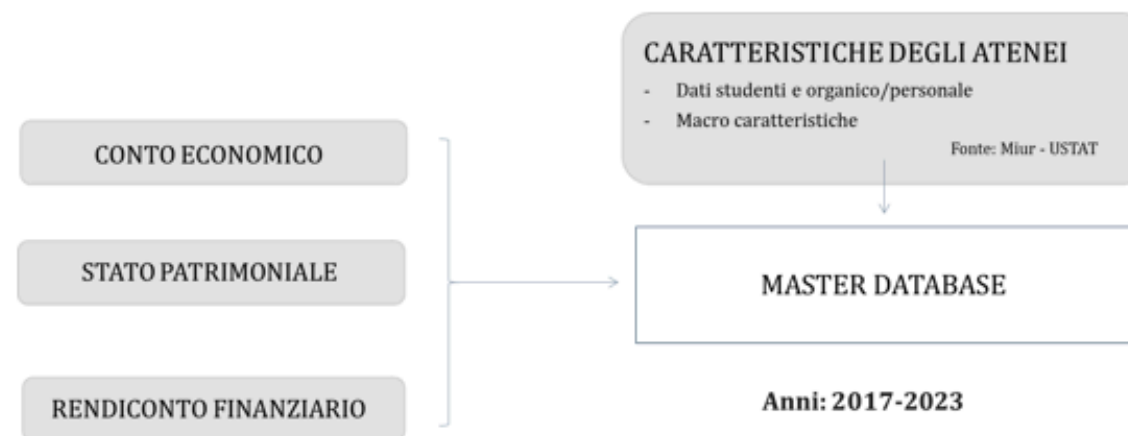 CARATTERISTICHE DEGLI ATENEI
- Dati studenti e organico/personale
- Macro caratteristiche
Fonte: Miur - USTAT
CONTO ECONOMICO
STATO PATRIMONIALE
MASTER DATABASE
RENDICONTO FINANZIARIO
Anni: 2017-2023